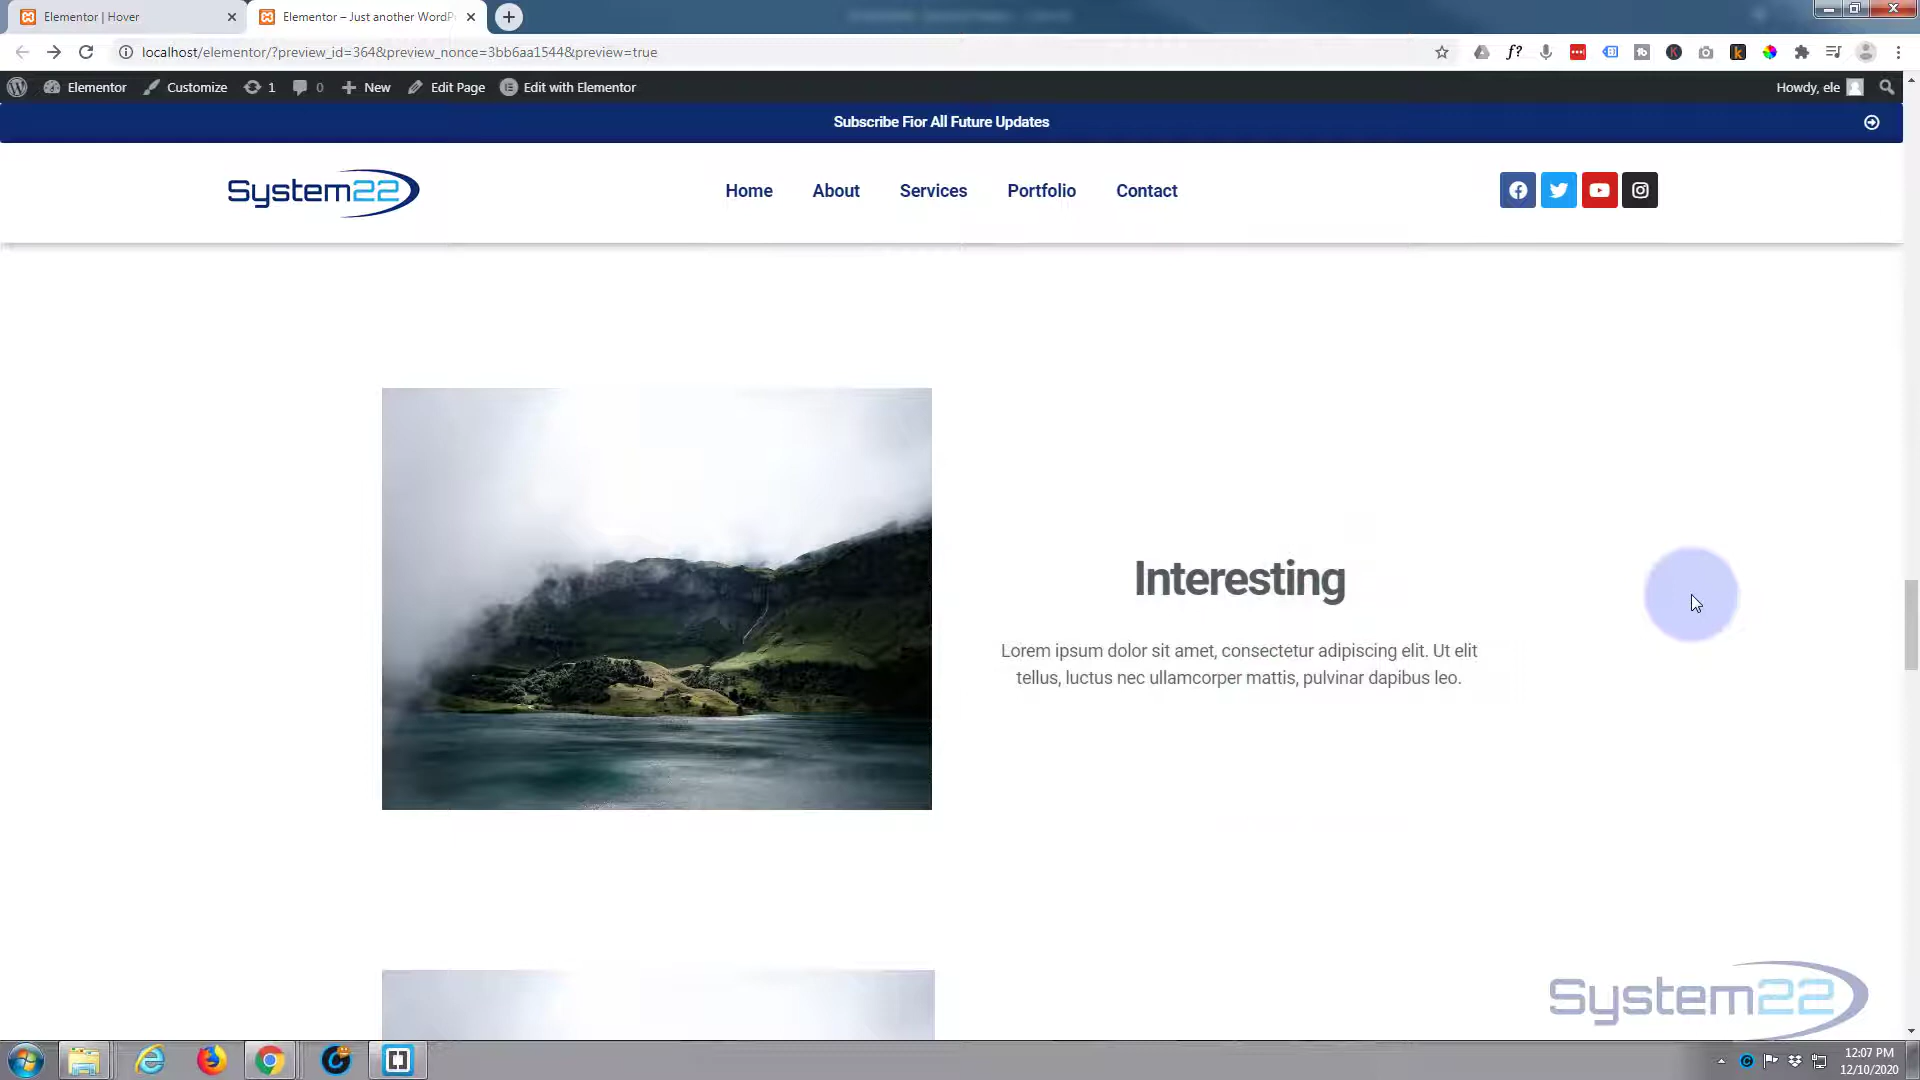 Elementor | Hover
Elementor – Just another WordP
localhost/elementor/?preview_id=364&preview_nonce=3bb6aa1544&preview=true
Elementor Customize 1 0 New Edit Page Edit with Elementor Howdy, ele
Subscribe Fior All Future Updates
System22 Home About Services Portfolio Contact
Interesting
Lorem ipsum dolor sit amet, consectetur adipiscing elit. Ut elit
tellus, luctus nec ullamcorper mattis, pulvinar dapibus leo.
System22
12:07 PM
12/10/2020